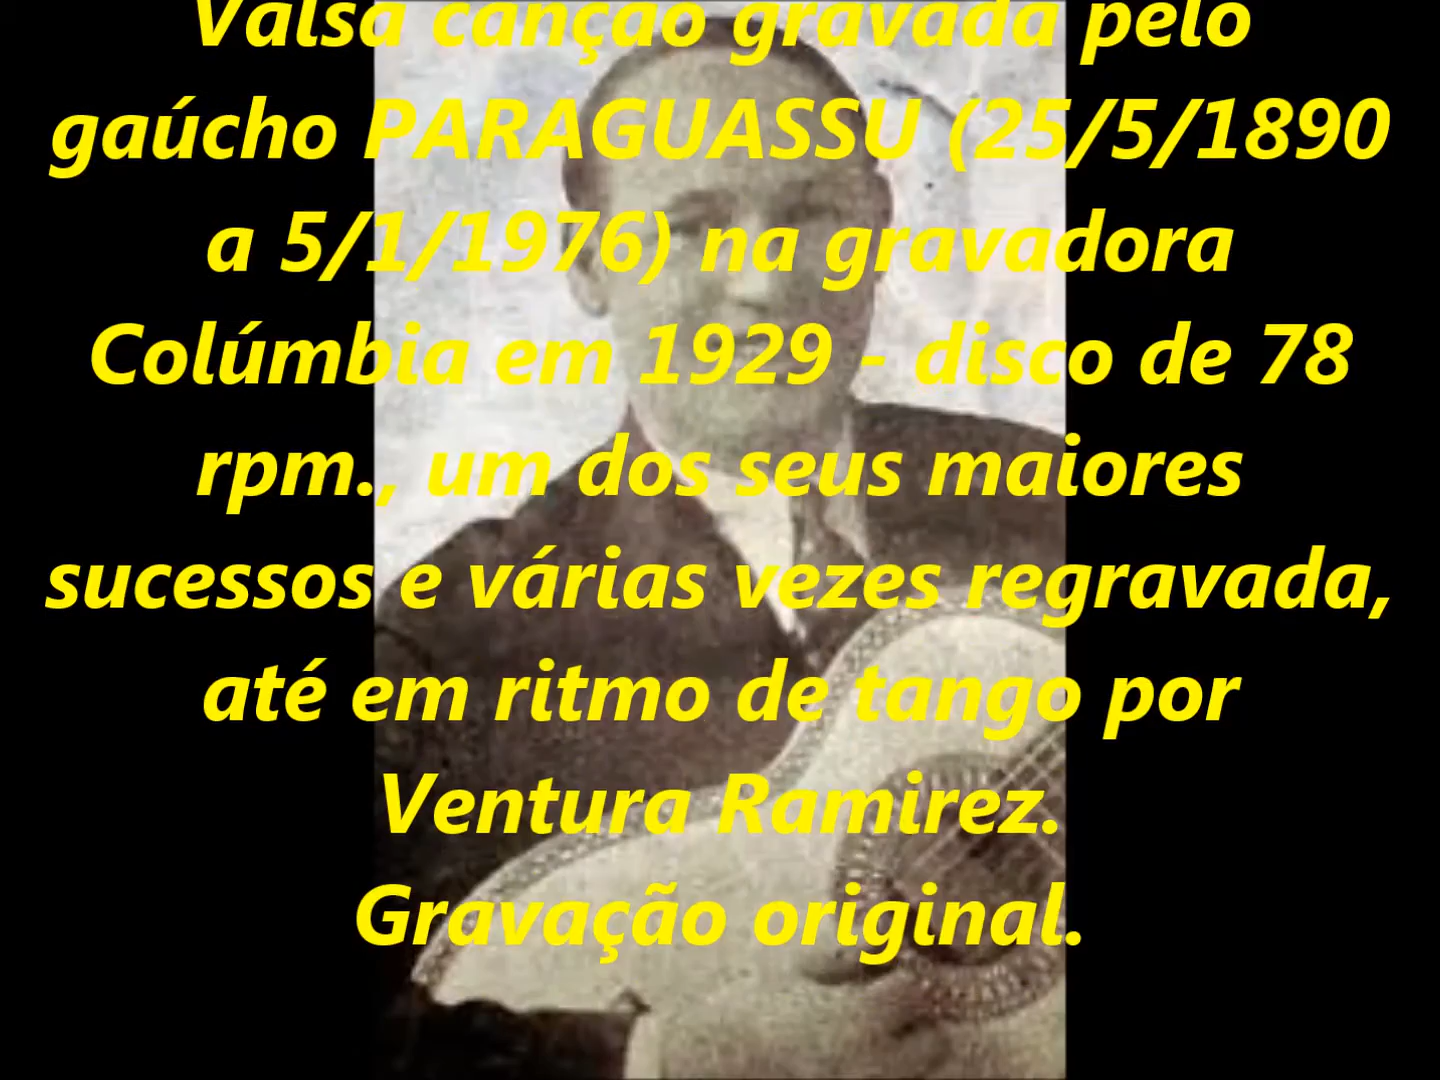 Valsa canção gravada pelo
gaúcho PARAGUASSU (25/5/1890
a 5/1/1976) na gravadora
Colúmbia em 1929 - disco de 78
rpm., um dos seus maiores
sucessos e várias vezes regravada,
até em ritmo de tango por
Ventura Ramirez.
Gravação original.